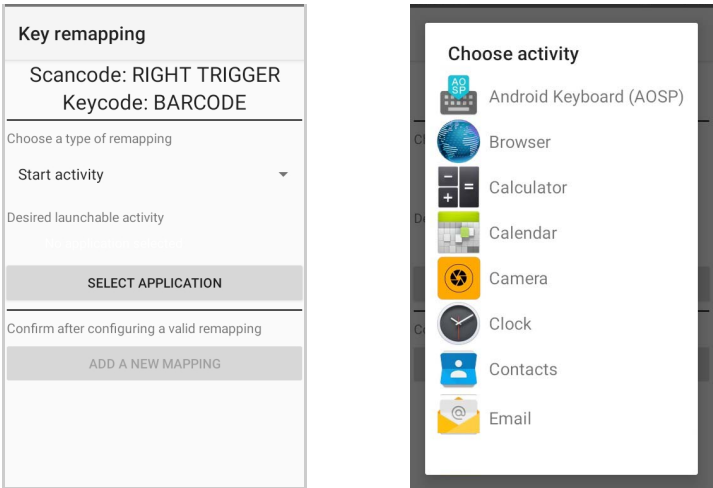 Key remapping
Scancode: RIGHT TRIGGER
Keycode: BARCODE
Choose a type of remapping
Start activity
Desired launchable activity
SELECT APPLICATION
Confirm after configuring a valid remapping
ADD A NEW MAPPING
Choose activity
AO
SP
Android Keyboard (AOSP)
Browser
Calculator
Calendar
Camera
Clock
Contacts
@
Email